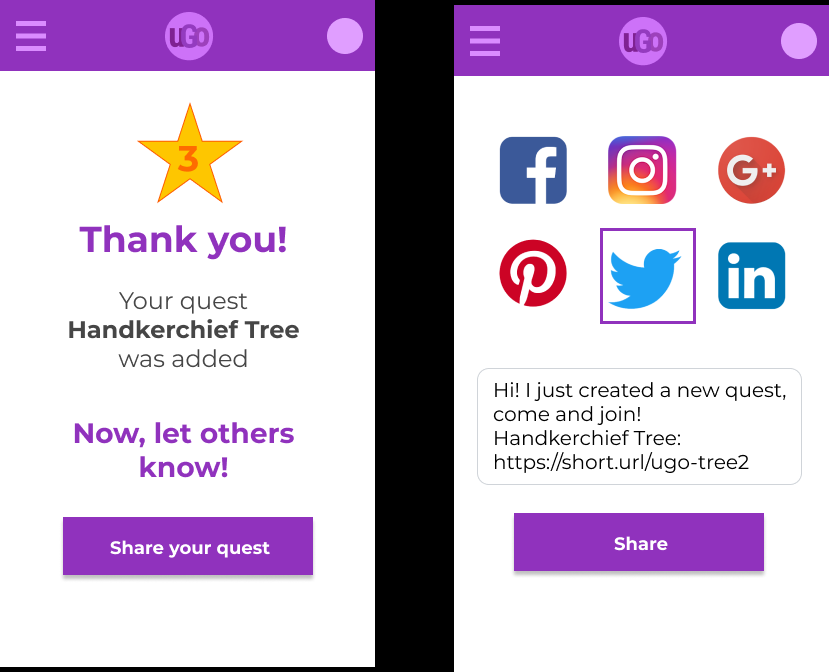 uGo
3
Thank you!
Your quest
Handkerchief Tree
was added
Now, let others
know!
Share your quest
uGo
G+
in
Hi! I just created a new quest,
come and join!
Handkerchief Tree:
https://short.url/ugo-tree2
Share